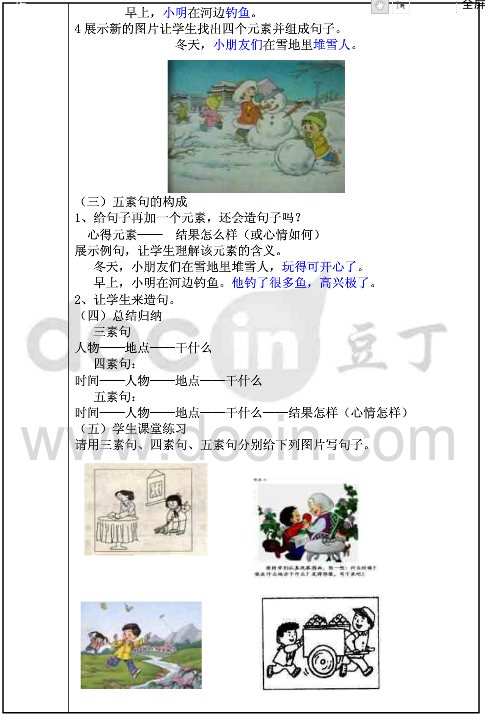 全屏
早上，小明在河边钓鱼。
4 展示新的图片让学生找出四个元素并组成句子。
冬天，小朋友们在雪地里堆雪人。
（三）五素句的构成
1、给句子再加一个元素，还会造句子吗？
心得元素—— 结果怎么样（或心情如何）
展示例句，让学生理解该元素的含义。
冬天，小朋友们在雪地里堆雪人，玩得可开心了。
早上，小明在河边钓鱼。他钓了很多鱼，高兴极了。
2、让学生来造句。
（四）总结归纳
三素句
人物——地点——干什么
四素句：
时间——人物——地点——干什么
五素句：
时间——人物——地点——干什么——结果怎样（心情怎样）
（五）学生课堂练习
请用三素句、四素句、五素句分别给下列图片写句子。
docin 豆丁
www.docin.com